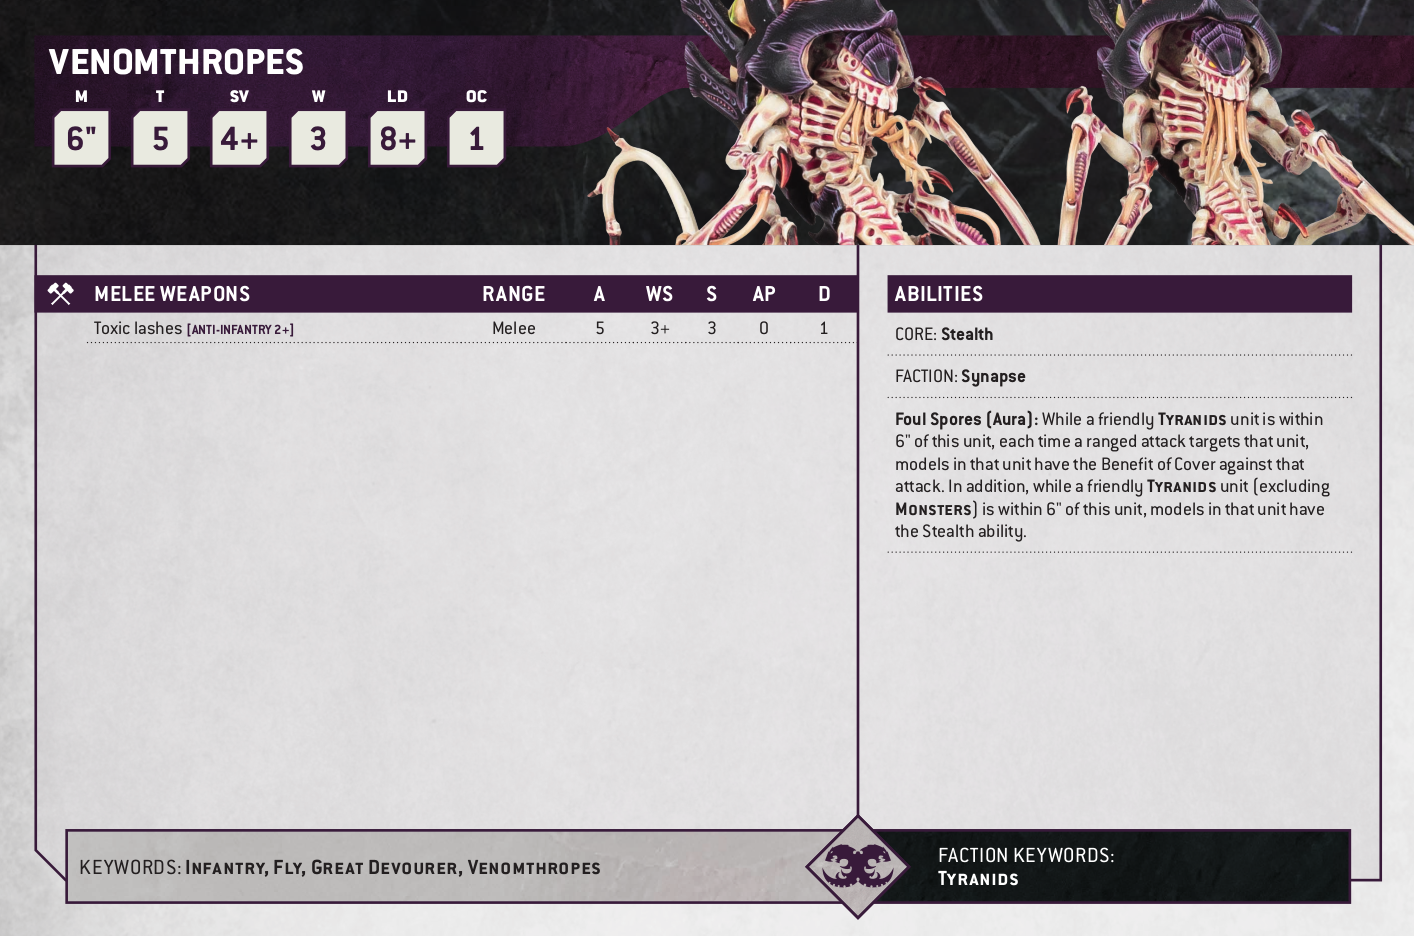 VENOMTHROPES
M T SV W LD OC
6" 5 4+ 3 8+ 1
MELEE WEAPONS RANGE A WS S AP D
Toxic lashes [ANTI-INFANTRY 2+] Melee 5 3+ 3 0 1
ABILITIES
CORE: Stealth
FACTION: Synapse
Foul Spores (Aura): While a friendly TYRANIDS unit is within
6" of this unit, each time a ranged attack targets that unit,
models in that unit have the Benefit of Cover against that
attack. In addition, while a friendly TYRANIDS unit (excluding
MONSTERS) is within 6" of this unit, models in that unit have
the Stealth ability.
KEYWORDS: INFANTRY, FLY, GREAT DEVOURER, VENOMTHROPES
FACTION KEYWORDS:
TYRANIDS